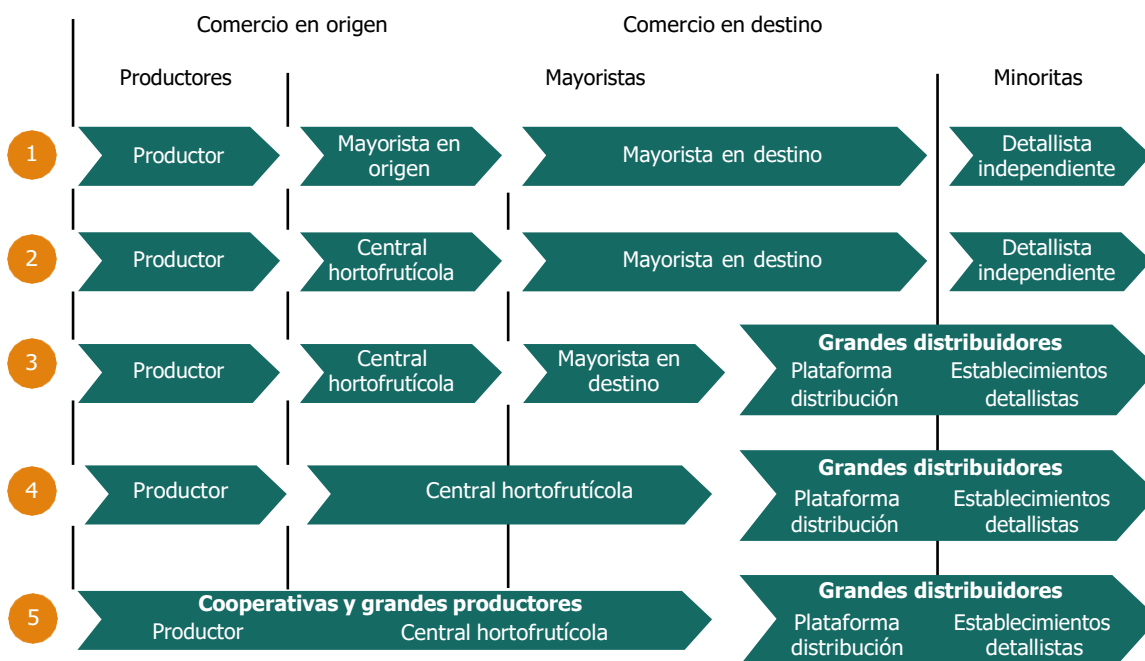 Comercio en origen
Comercio en destino
Productores
Mayoristas
Minoritas
1
Productor
Mayorista en
origen
Mayorista en destino
Detallista
independiente
2
Productor
Central
hortofrutícola
Mayorista en destino
Detallista
independiente
3
Productor
Central
hortofrutícola
Mayorista en
destino
Grandes distribuidores
Plataforma
distribución
Establecimientos
detallistas
4
Productor
Central hortofrutícola
Grandes distribuidores
Plataforma
distribución
Establecimientos
detallistas
5
Cooperativas y grandes productores
Productor
Central hortofrutícola
Grandes distribuidores
Plataforma
distribución
Establecimientos
detallistas